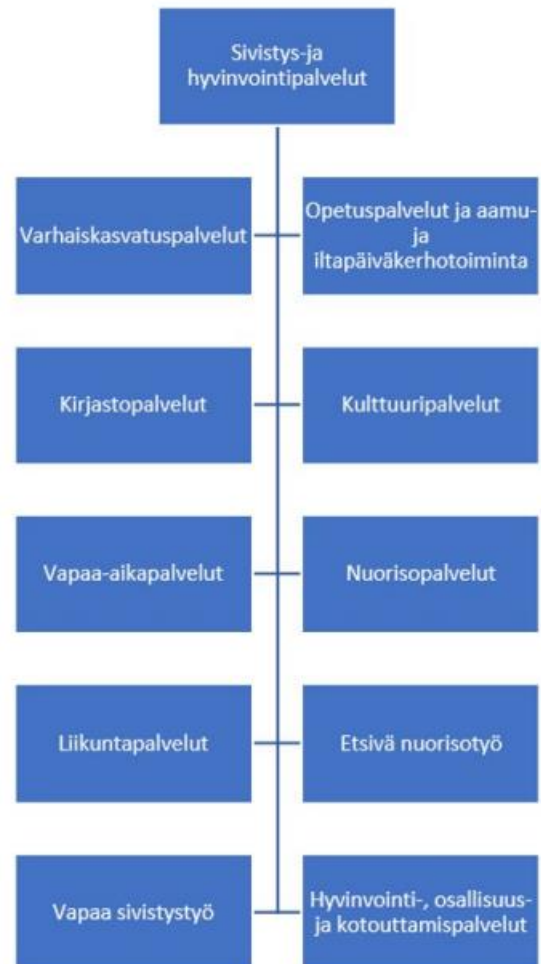 Sivistys-ja
hyvinvointipalvelut
Varhaiskasvatuspalvelut
Opetuspalvelut ja aamu-
ja
iltapäiväkerhotoiminta
Kirjastopalvelut
Kulttuuripalvelut
Vapaa-aikapalvelut
Nuorisopalvelut
Liikuntapalvelut
Etsivä nuorisotyö
Vapaa sivistystyö
Hyvinvointi-, osallisuus-
ja kotouttamispalvelut